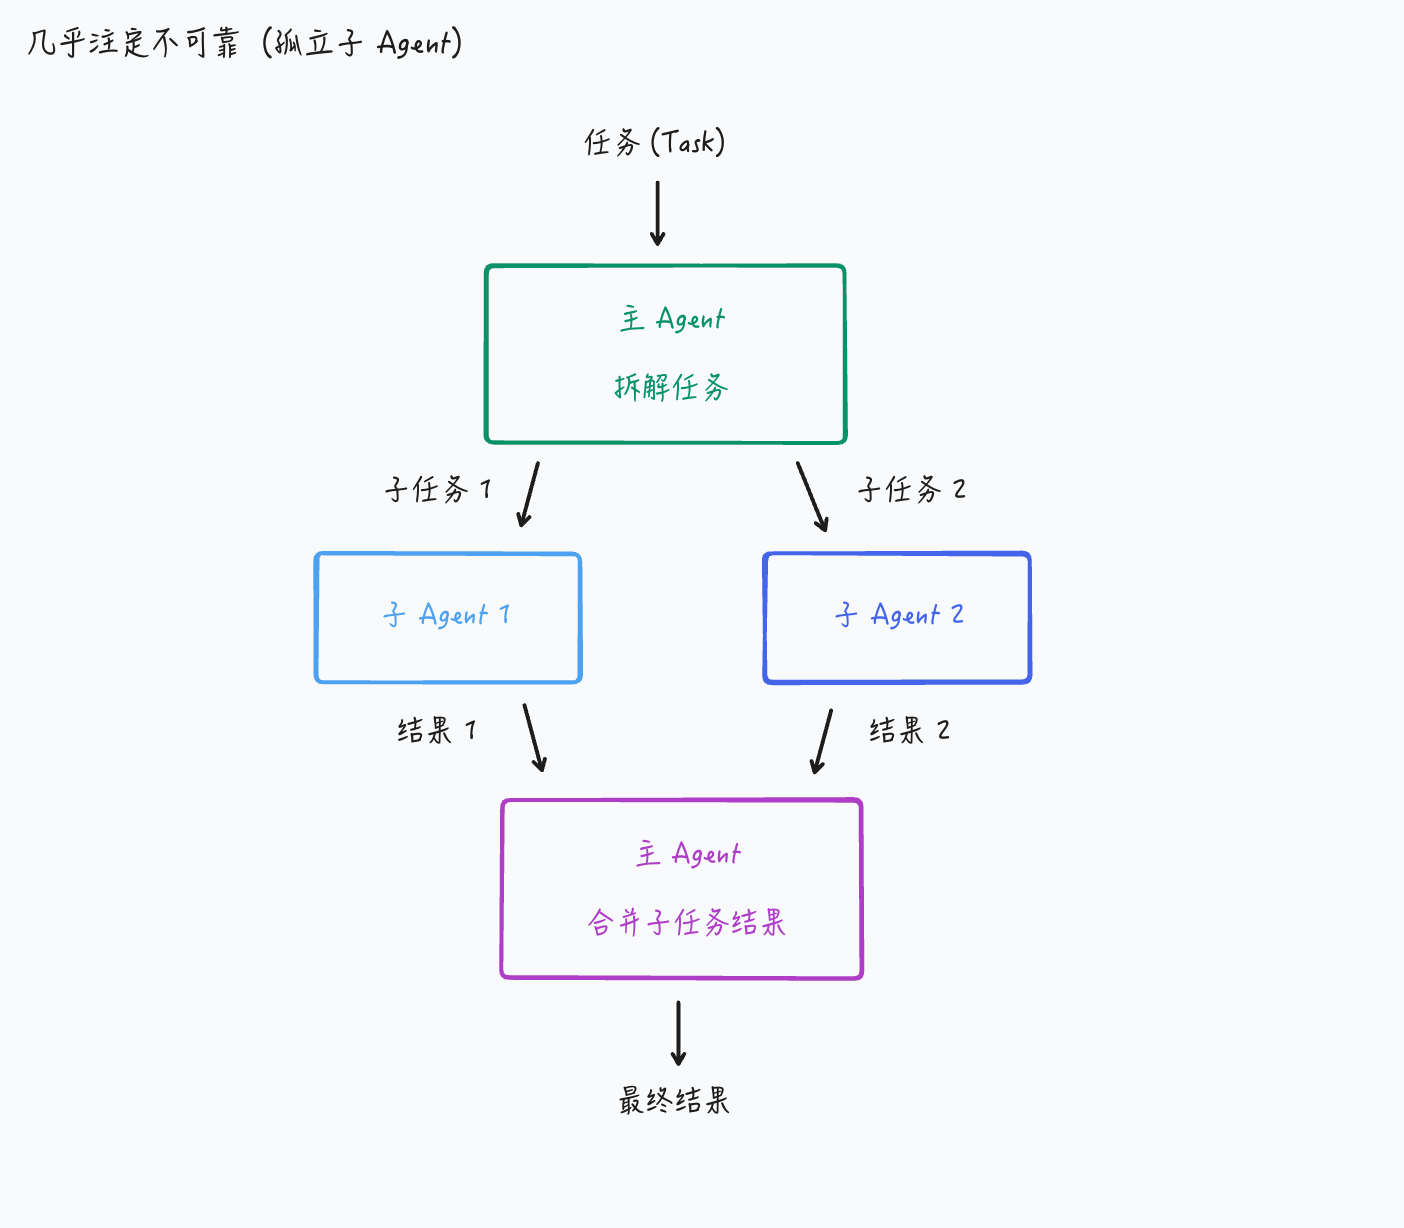 几乎注定不可靠 (孤立子 Agent)
任务 (Task)
主 Agent
拆解任务
子任务 1
子任务 2
子 Agent 1
子 Agent 2
结果 1
结果 2
主 Agent
合并子任务结果
最终结果